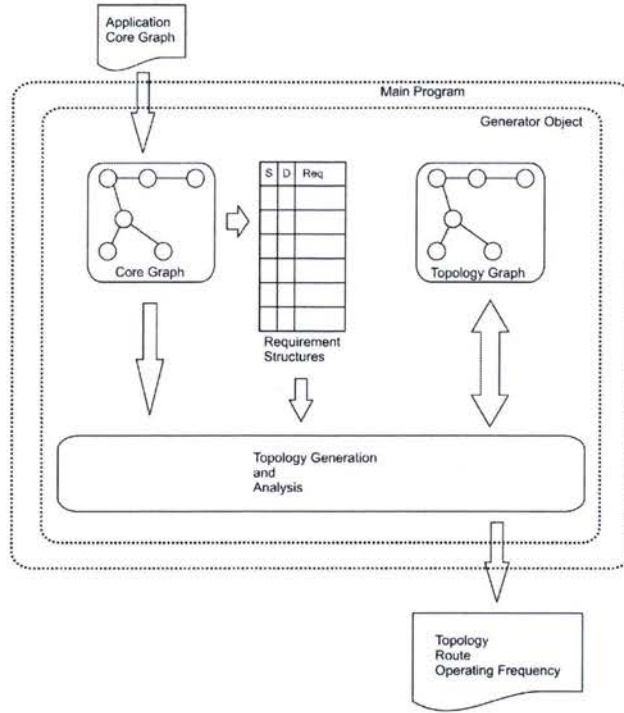 Application
Core Graph
Main Program
Generator Object
S D Req
Core Graph
Topology Graph
Requirement
Structures
Topology Generation
and
Analysis
Topology
Route
Operating Frequency